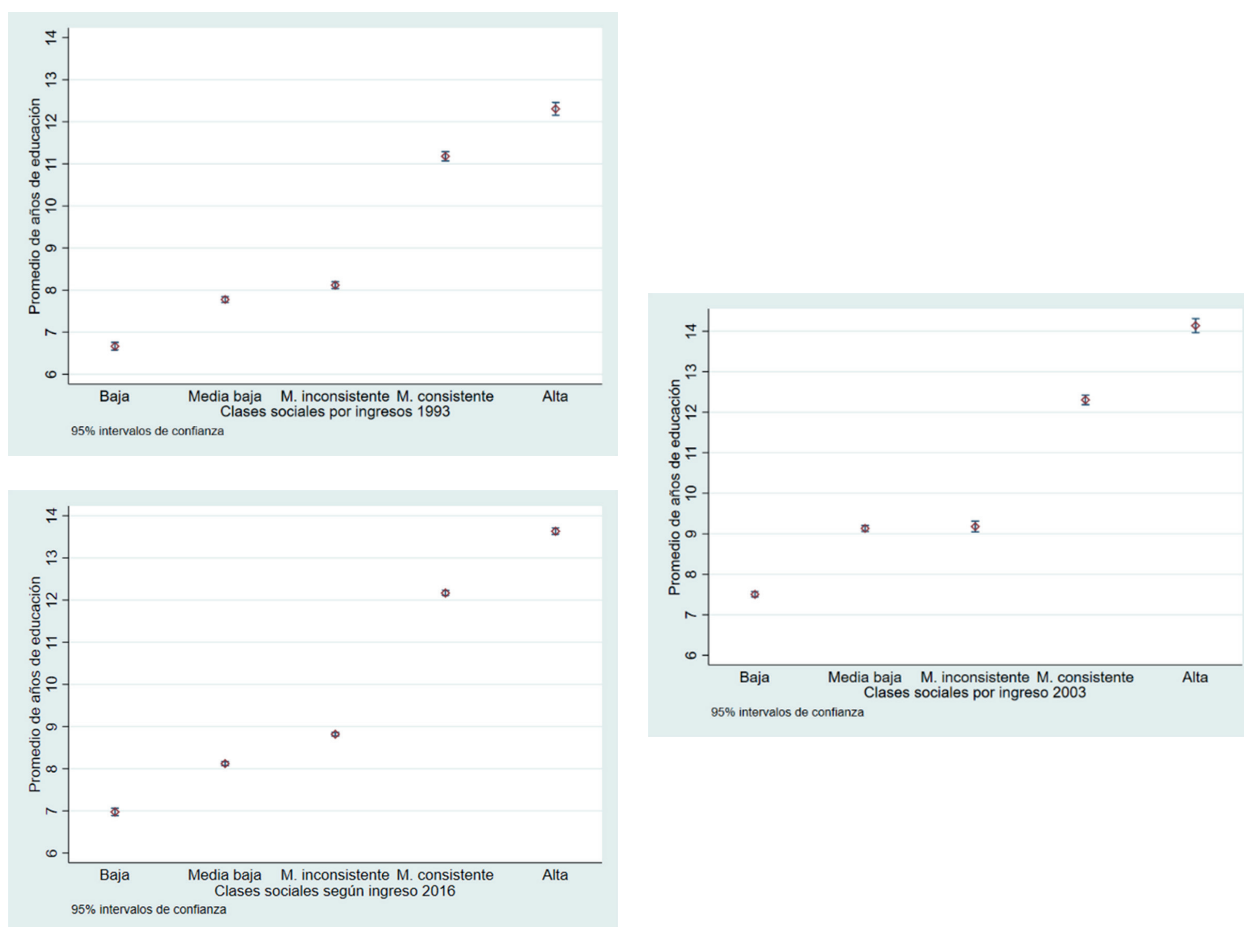 Promedio de años de educación
14
13
12
11
10
9
8
7
6
Baja Media baja M. inconsistente M. consistente Alta
Clases sociales por ingresos 1993
95% intervalos de confianza
Promedio de años de educación
14
13
12
11
10
9
8
7
6
Baja Media baja M. inconsistente M. consistente Alta
Clases sociales por ingreso 2003
95% intervalos de confianza
Promedio de años de educación
14
13
12
11
10
9
8
7
6
Baja Media baja M. inconsistente M. consistente Alta
Clases sociales según ingreso 2016
95% intervalos de confianza